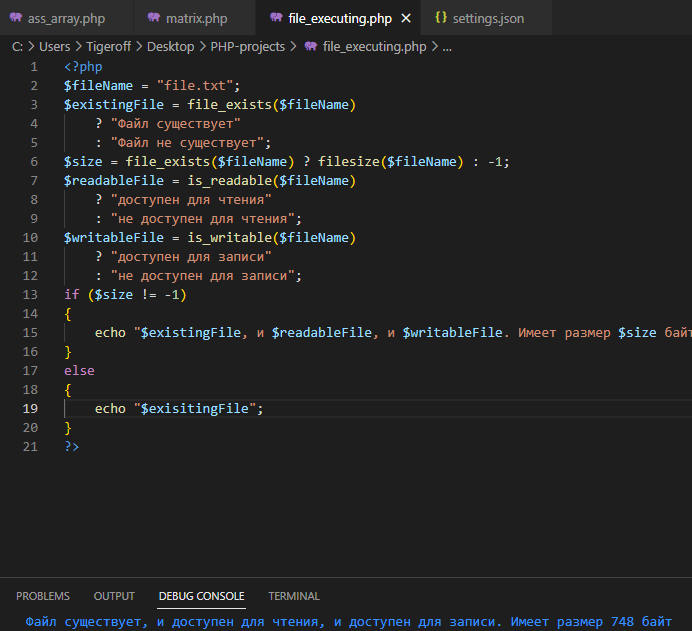 ass_array.php matrix.php file_executing.php × {} settings.json
C: > Users > Tigeroff > Desktop > PHP-projects > file_executing.php > ...
1 <?php
2 $fileName = "file.txt";
3 $existingFile = file_exists($fileName)
4 ? "Файл существует"
5 : "Файл не существует";
6 $size = file_exists($fileName) ? filesize($fileName) : -1;
7 $readableFile = is_readable($fileName)
8 ? "доступен для чтения"
9 : "не доступен для чтения";
10 $writableFile = is_writable($fileName)
11 ? "доступен для записи"
12 : "не доступен для записи";
13 if ($size != -1)
14 {
15 echo "$existingFile, и $readableFile, и $writableFile. Имеет размер $size байт
16 }
17 else
18 {
19 echo "$exisitingFile";
20 }
21 ?>
PROBLEMS OUTPUT DEBUG CONSOLE TERMINAL
Файл существует, и доступен для чтения, и доступен для записи. Имеет размер 748 байт